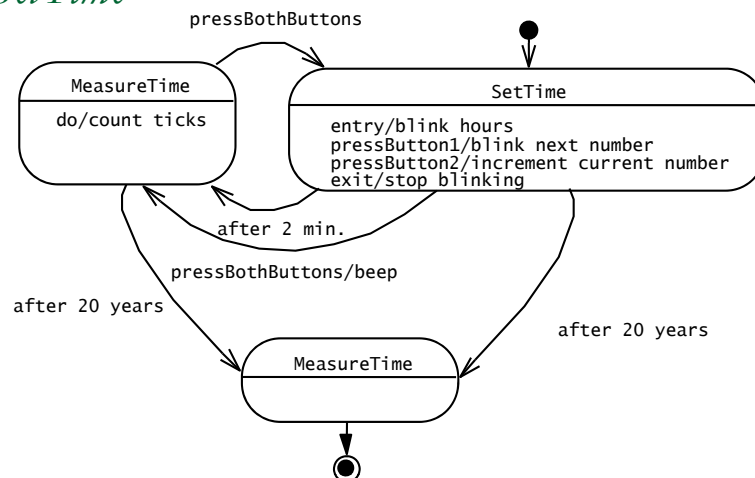 pressBothButtons
MeasureTime
do/count ticks
SetTime
entry/blink hours
pressButton1/blink next number
pressButton2/increment current number
exit/stop blinking
after 2 min.
pressBothButtons/beep
after 20 years
after 20 years
MeasureTime